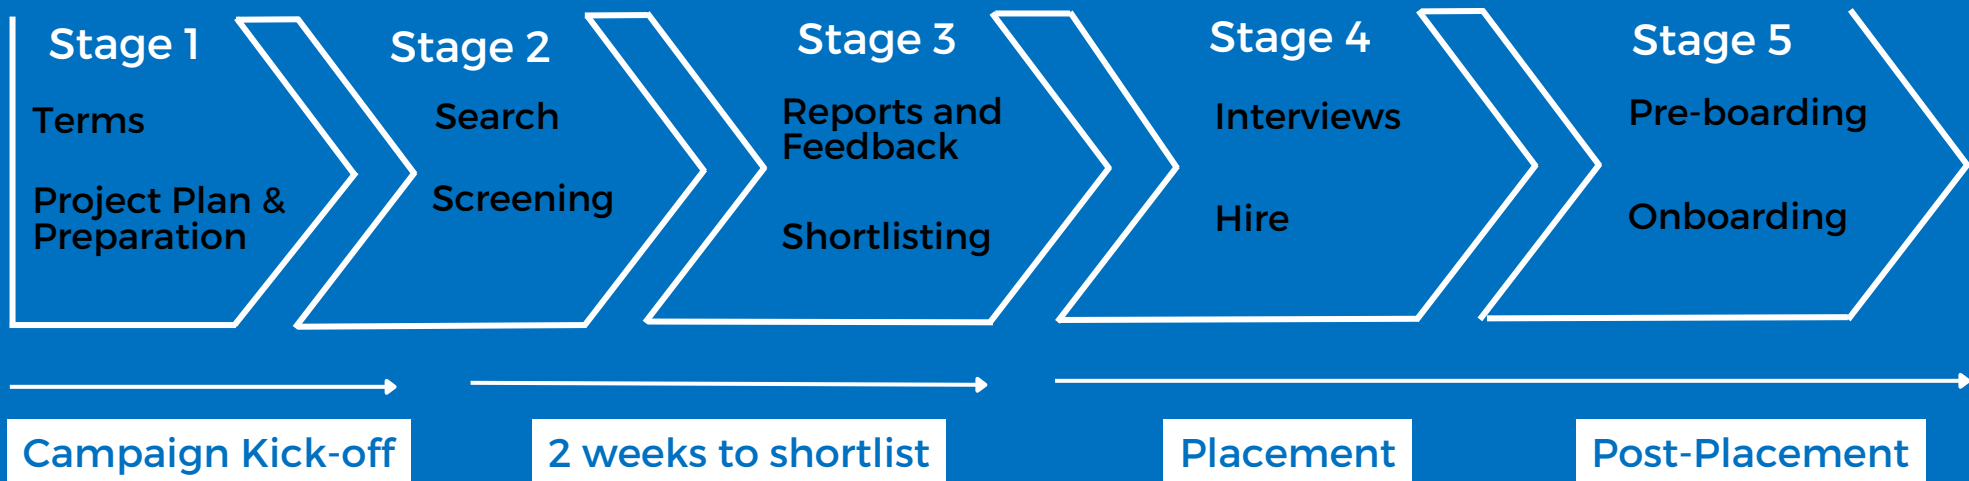 Stage 1
Terms
Project Plan &
Preparation
Stage 2
Search
Screening
Stage 3
Reports and
Feedback
Shortlisting
Stage 4
Interviews
Hire
Stage 5
Pre-boarding
Onboarding
Campaign Kick-off
2 weeks to shortlist
Placement
Post-Placement